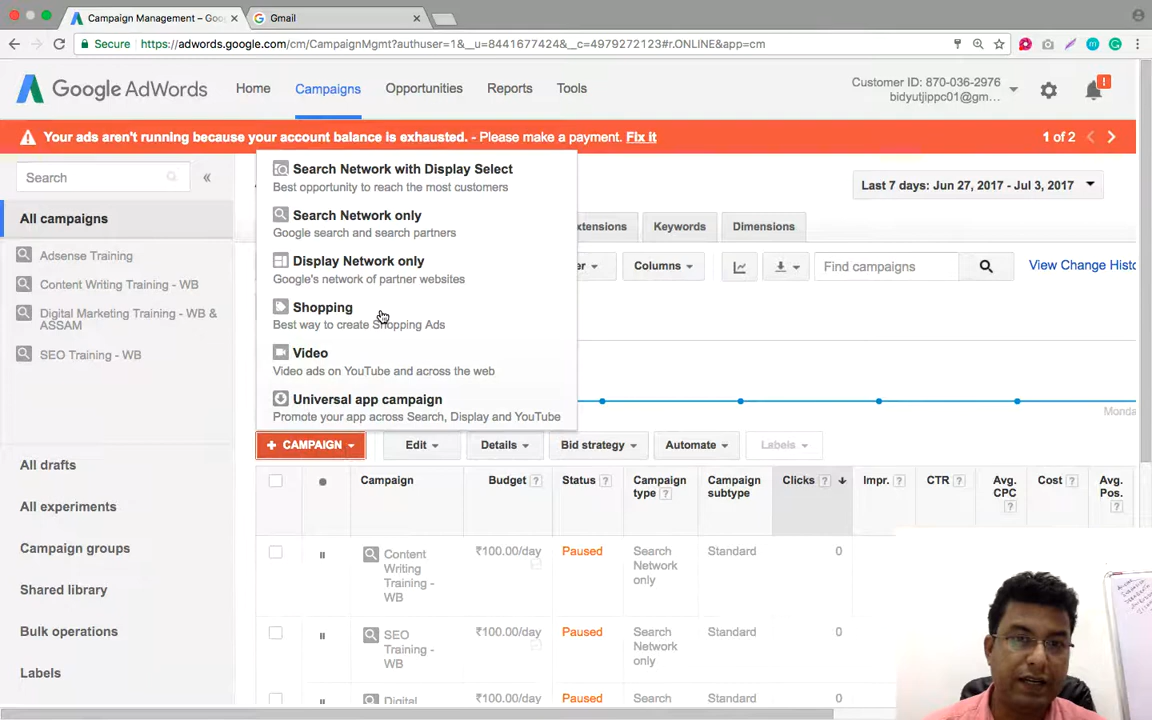 Campaign Management – Goo
Gmail
Secure
https://adwords.google.com/cm/CampaignMgmt?authuser=1&__u=8441677424&__c=4979272123#r.ONLINE&app=cm
Google AdWords
Home
Campaigns
Opportunities
Reports
Tools
Customer ID: 870-036-2976
bidyutjippc01@gm...
!
Your ads aren't running because your account balance is exhausted. - Please make a payment. Fix it
1 of 2
Search
«
All campaigns
Adsense Training
Content Writing Training - WB
Digital Marketing Training - WB &
ASSAM
SEO Training - WB
All drafts
All experiments
Campaign groups
Shared library
Bulk operations
Labels
Search Network with Display Select
Best opportunity to reach the most customers
Search Network only
Google search and search partners
Display Network only
Google's network of partner websites
Shopping
Best way to create Shopping Ads
Video
Video ads on YouTube and across the web
Universal app campaign
Promote your app across Search, Display and YouTube
Last 7 days: Jun 27, 2017 - Jul 3, 2017
xtensions
Keywords
Dimensions
er
Columns
Find campaigns
View Change Histo
Monda
+ CAMPAIGN
Edit
Details
Bid strategy
Automate
Labels
Campaign
Budget ?
Status ?
Campaign
type ?
Campaign
subtype
Clicks ?
Impr. ?
CTR ?
Avg.
CPC
?
Cost ?
Avg.
Pos.
?
Content
Writing
Training -
WB
₹100.00/day
Paused
Search
Network
only
Standard
0
SEO
Training -
WB
₹100.00/day
Paused
Search
Network
only
Standard
0
Digital
₹100.00/day
Paused
Search
Standard
0